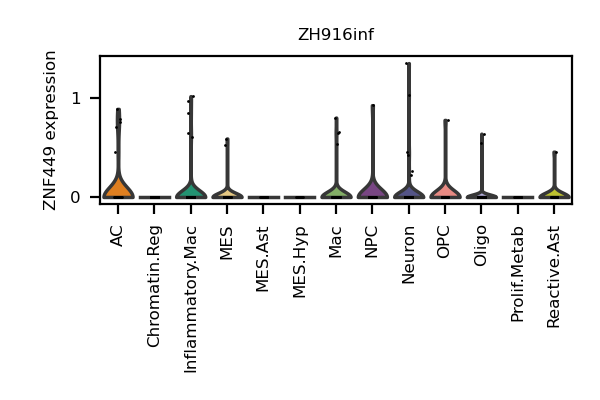 ZH916inf
ZNF449 expression
1
0
AC
Chromatin.Reg
Inflammatory.Mac
MES
MES.Ast
MES.Hyp
Mac
NPC
Neuron
OPC
Oligo
Prolif.Metab
Reactive.Ast